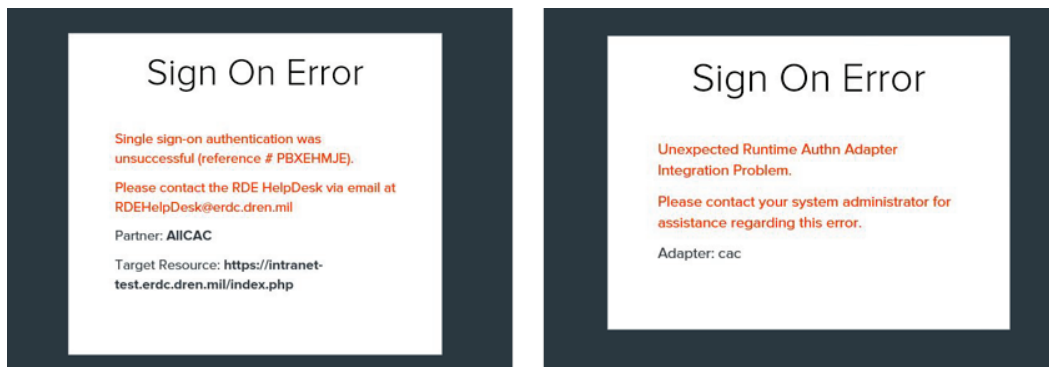 Sign On Error
Single sign-on authentication was
unsuccessful (reference # PBXEHMJE).
Please contact the RDE HelpDesk via email at
RDEHelpDesk@erdc.dren.mil
Partner: AllCAC
Target Resource: https://intranet-
test.erdc.dren.mil/index.php
Sign On Error
Unexpected Runtime Authn Adapter
Integration Problem.
Please contact your system administrator for
assistance regarding this error.
Adapter: cac